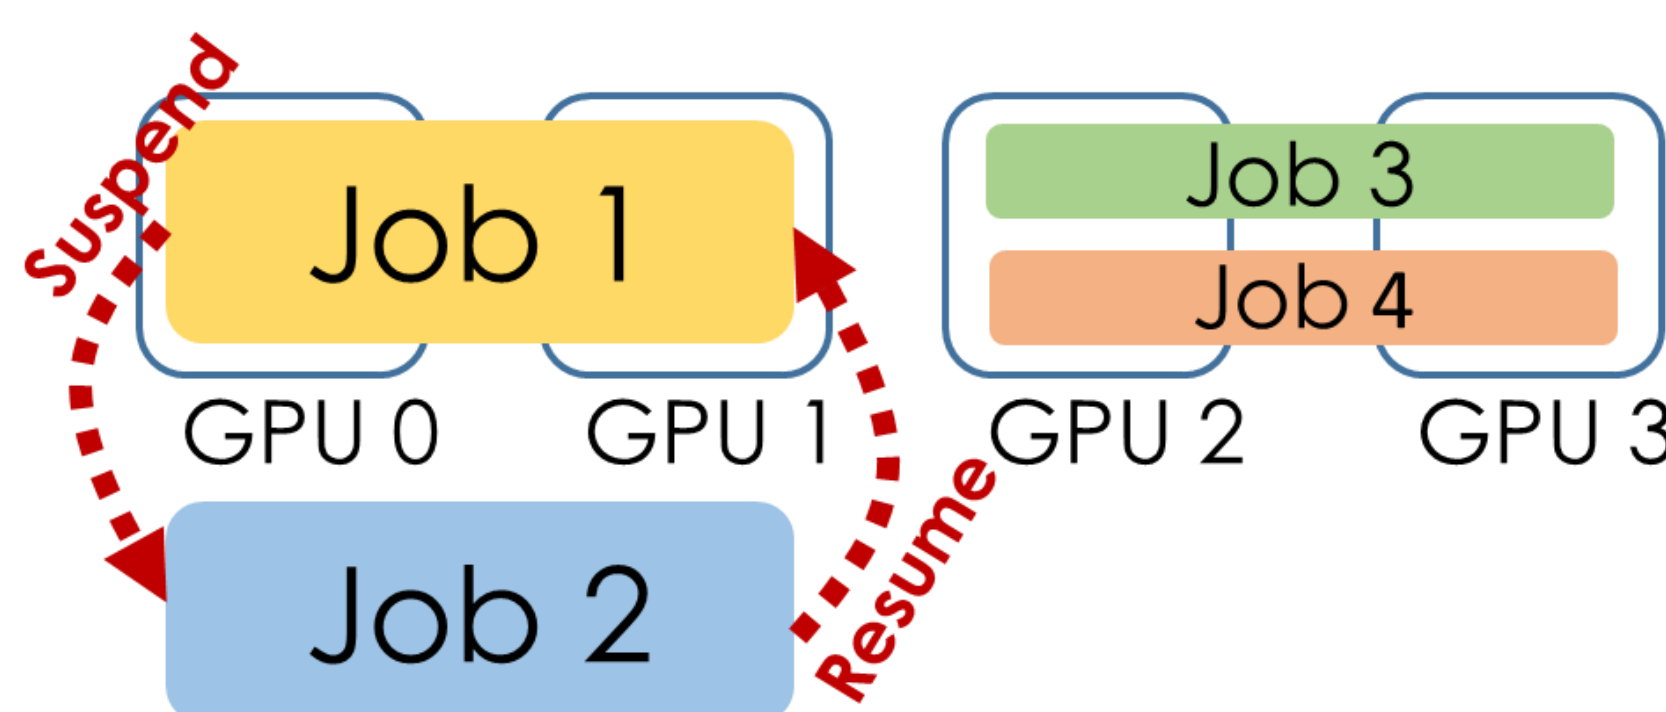 Suspend
Job 1
Job 3
Job 4
GPU 0
GPU 1
GPU 2
GPU 3
Resume
Job 2